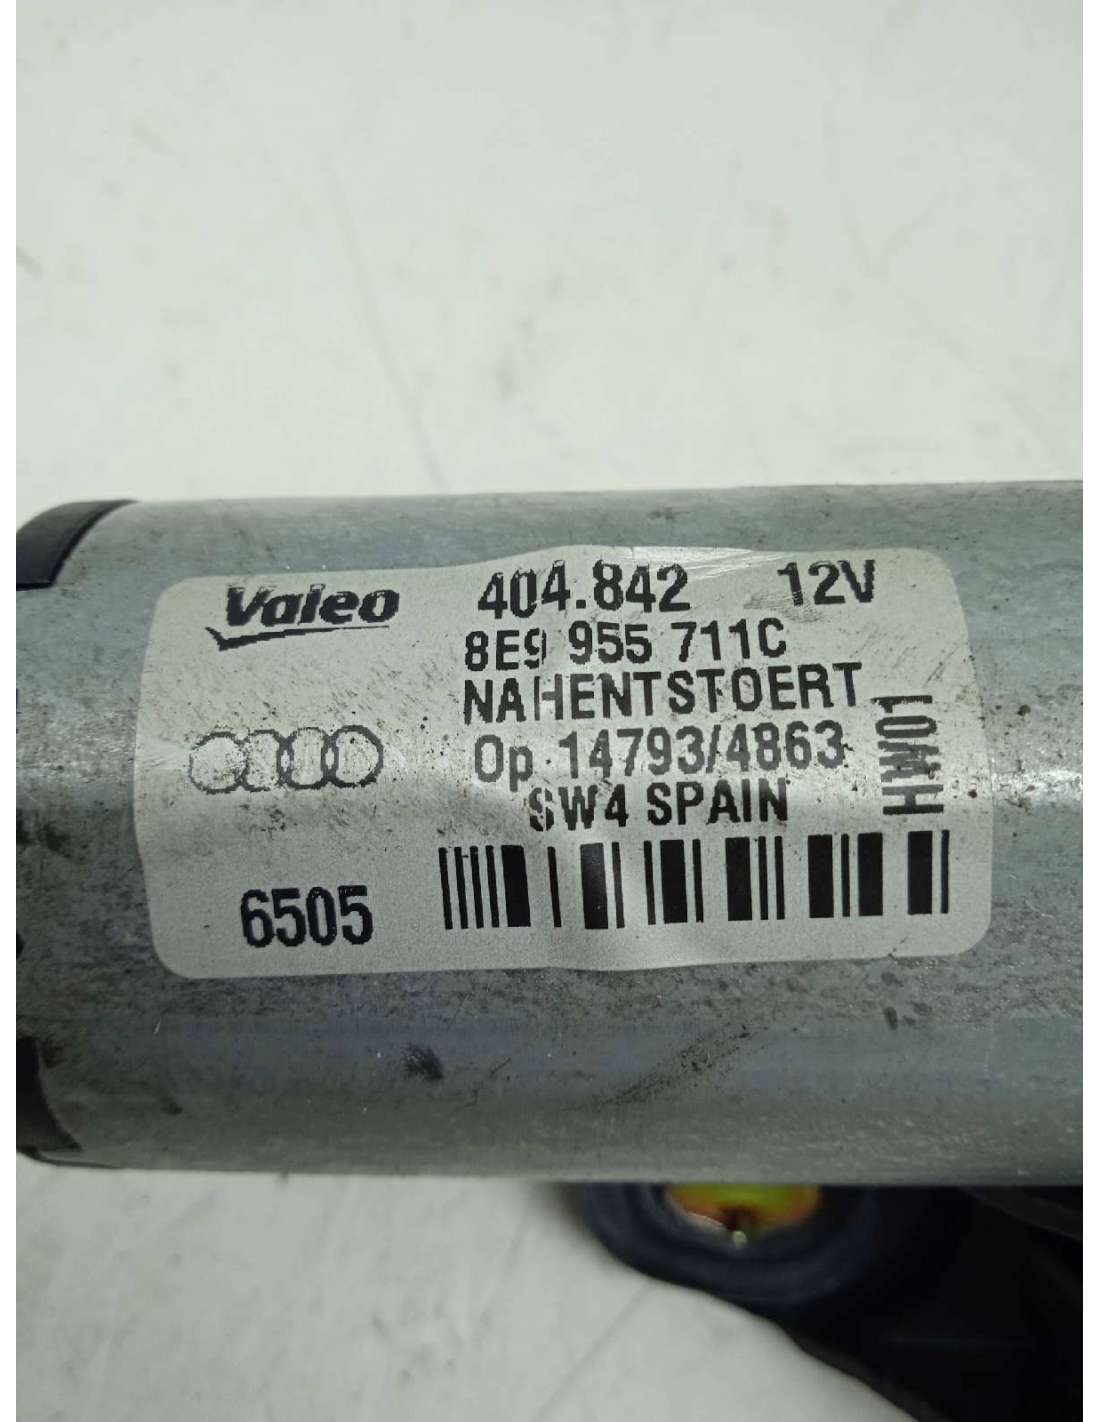 Valeo 404.842 12V
8E9 955 711C
NAHENTSTOERT
Op 14793/4863
SW4 SPAIN
HW01
6505